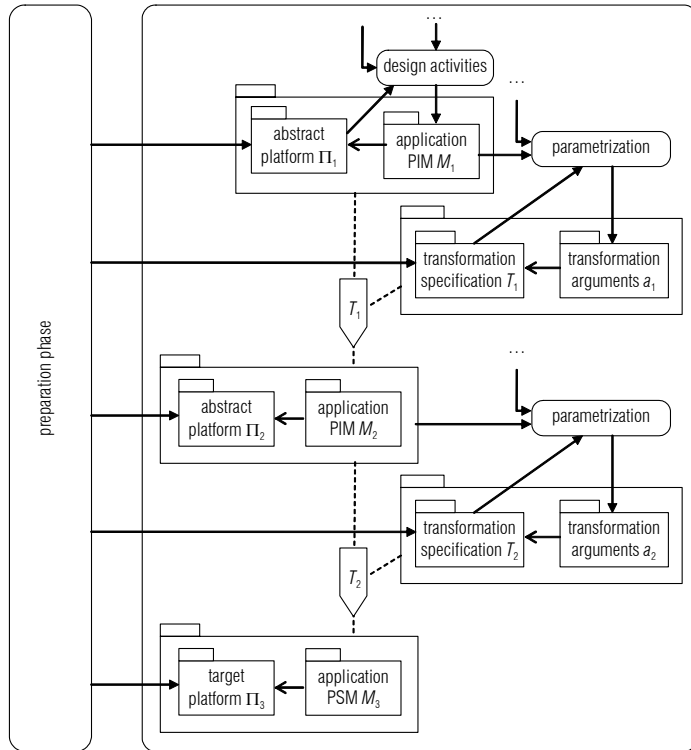 ...
design activities
...
abstract
platform Π1
application
PIM M1
parametrization
transformation
specification T1
transformation
arguments a1
T1
preparation phase
...
abstract
platform Π2
application
PIM M2
parametrization
transformation
specification T2
transformation
arguments a2
T2
target
platform Π3
application
PSM M3